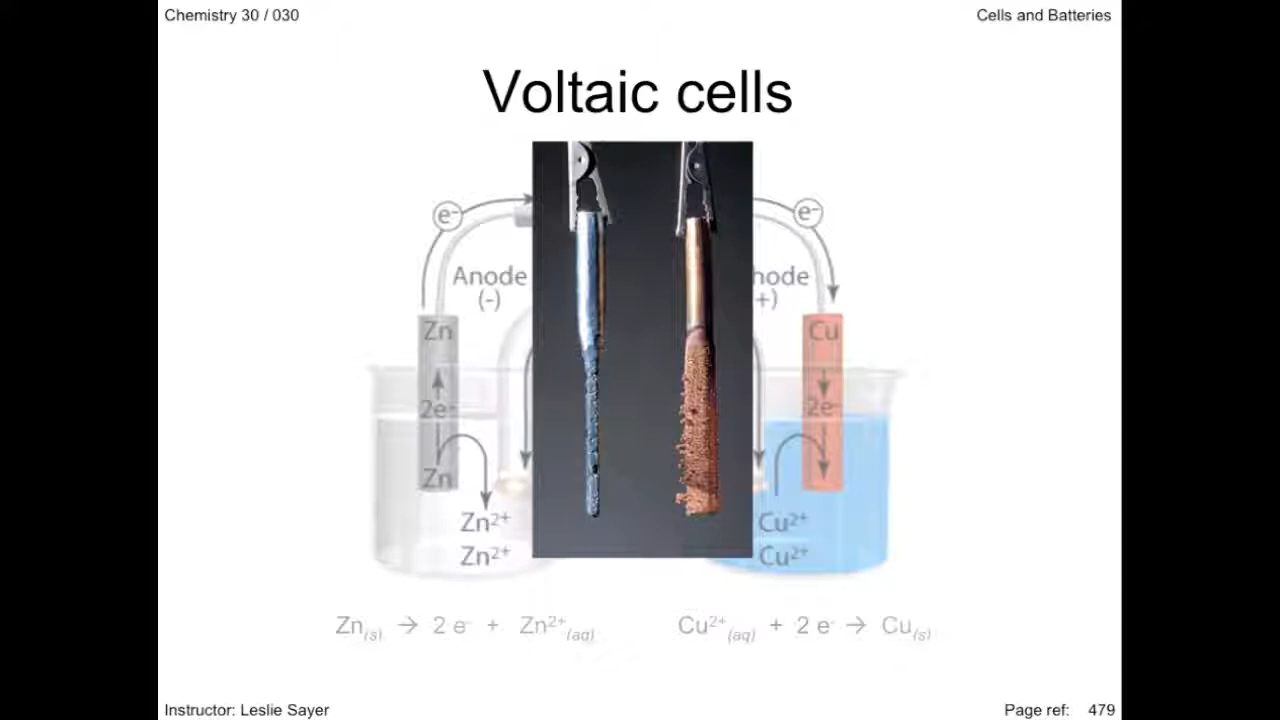 Chemistry 30 / 030
Cells and Batteries
Voltaic cells
e⁻
e⁻
Anode
(-)
hode
+)
Zn
Cu
2e⁻
2e⁻
Zn
Zn²⁺
Cu²⁺
Zn²⁺
Cu²⁺
Zn(s) → 2 e⁻ + Zn²⁺(aq)
Cu²⁺(aq) + 2 e⁻ → Cu(s)
Instructor: Leslie Sayer
Page ref: 479